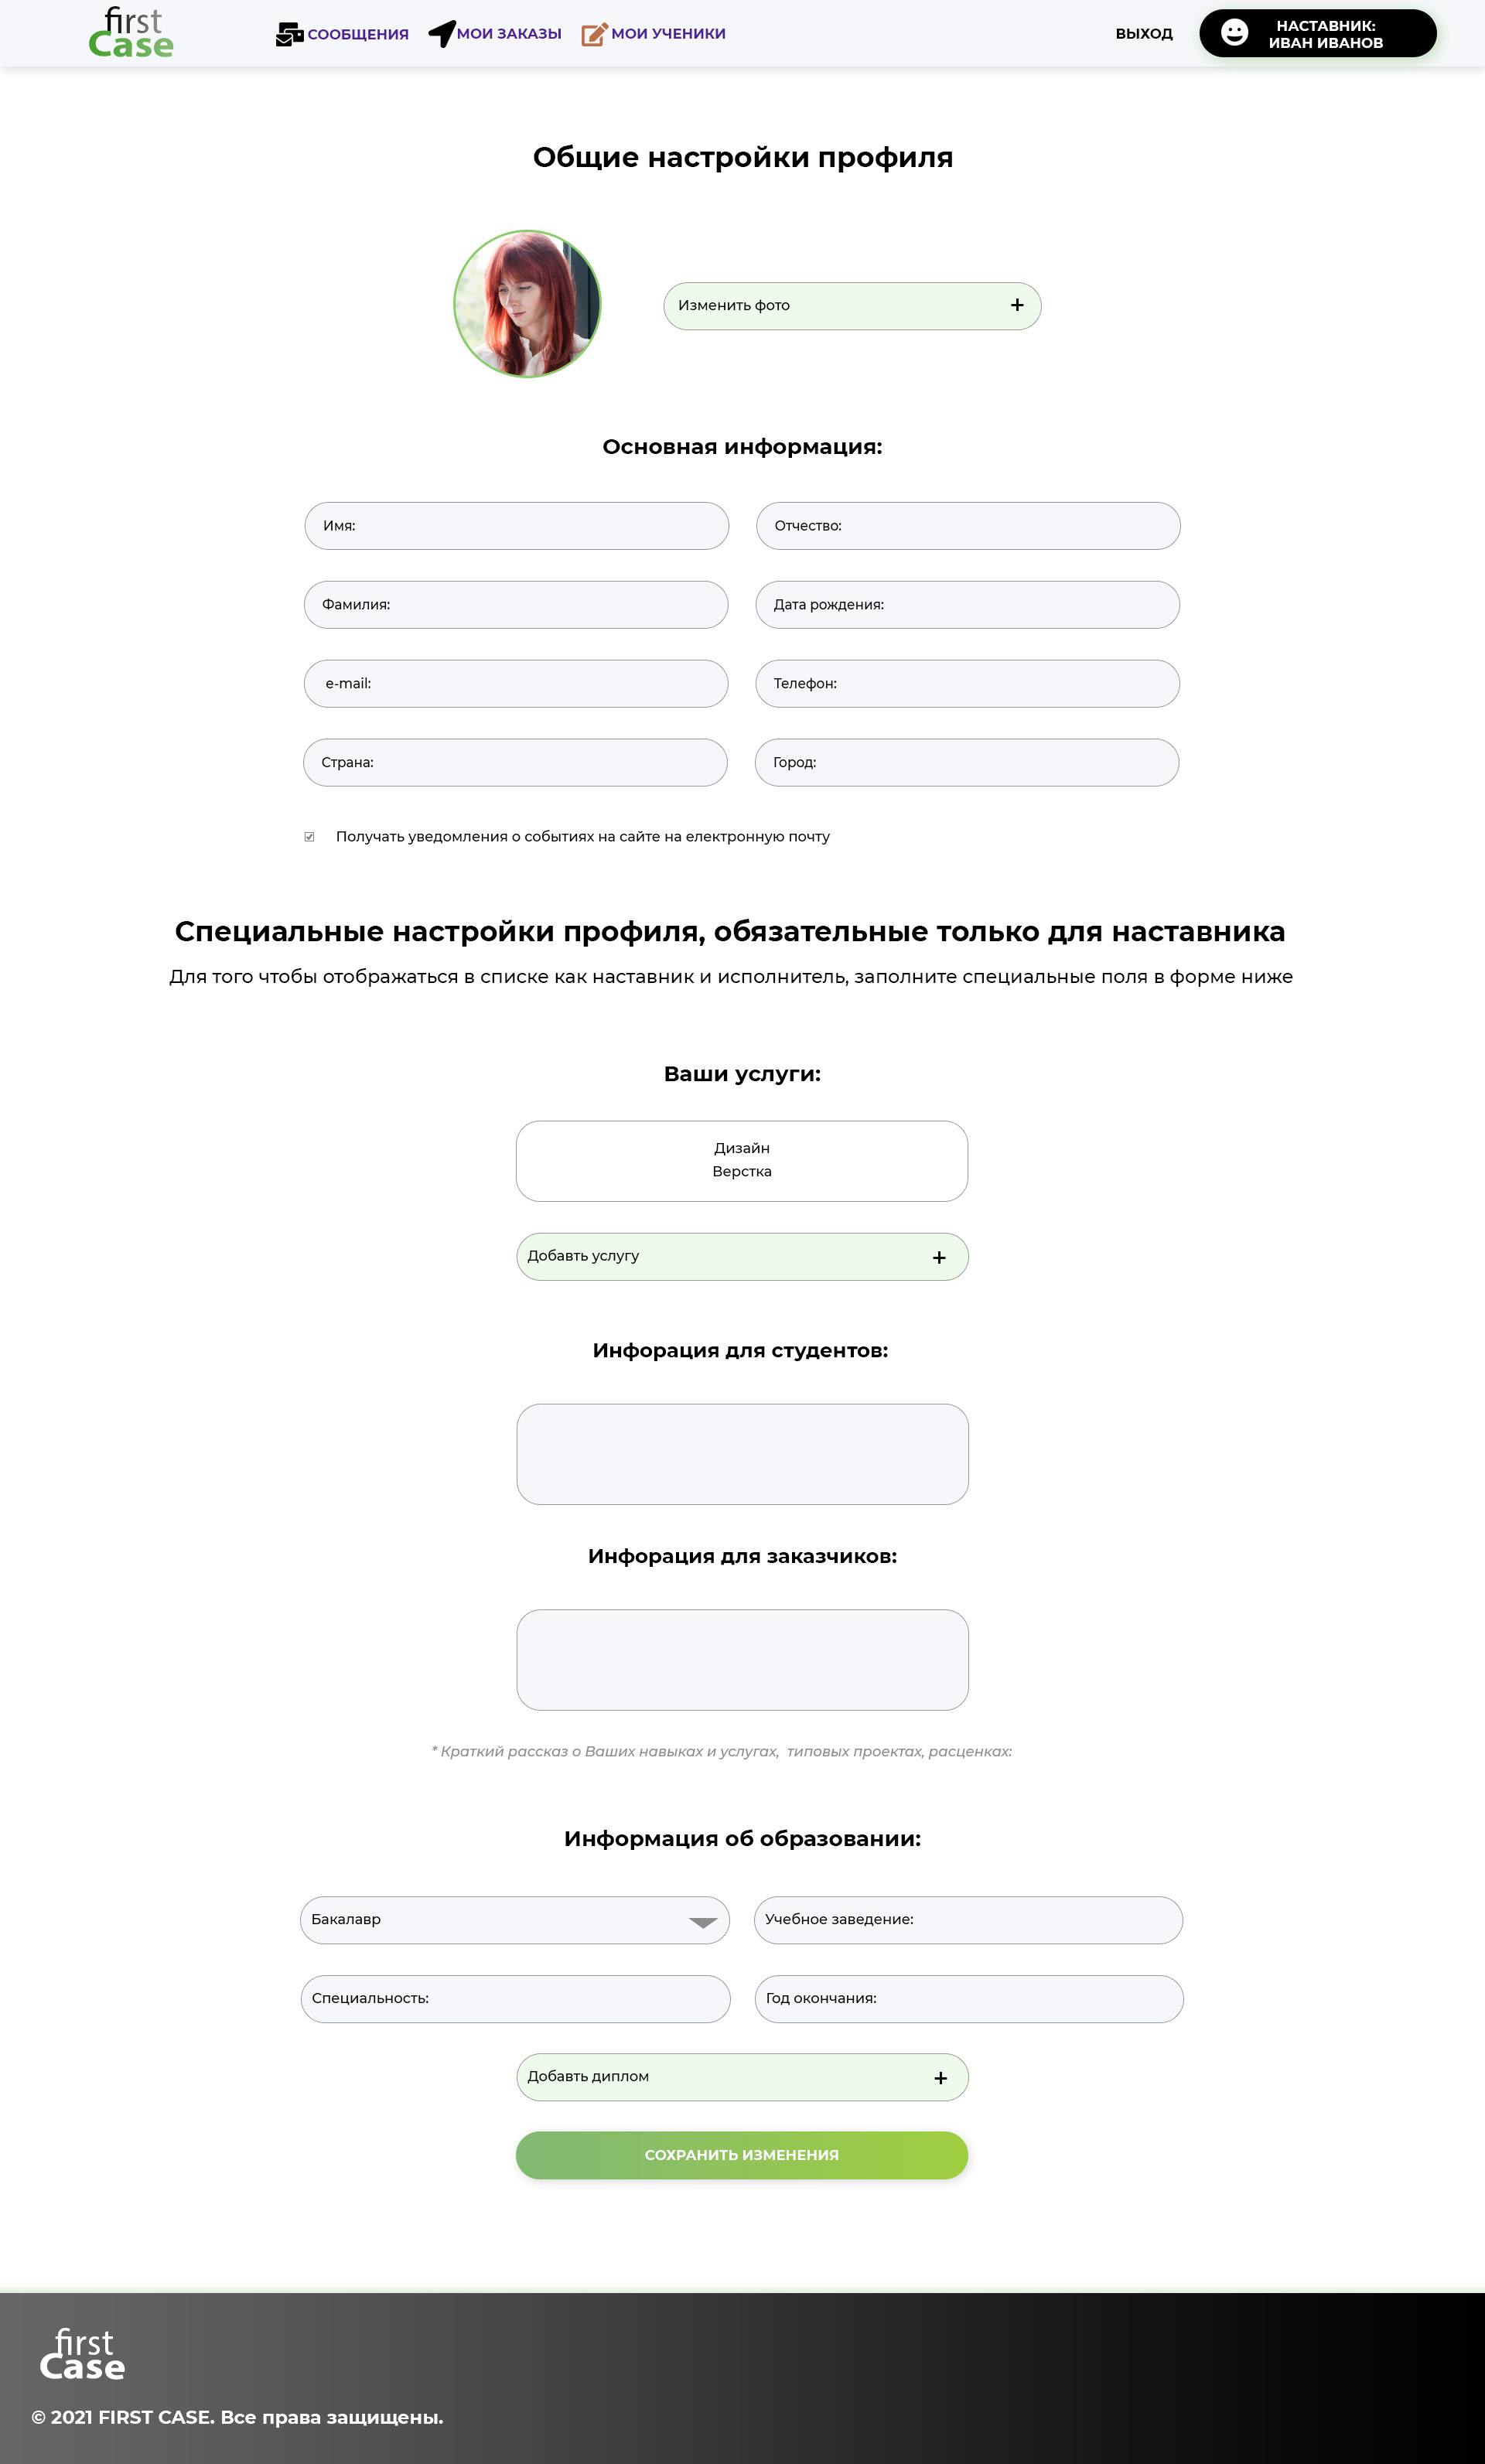 first
Case
СООБЩЕНИЯ
МОИ ЗАКАЗЫ
МОИ УЧЕНИКИ
ВЫХОД
НАСТАВНИК:
ИВАН ИВАНОВ
Общие настройки профиля
Изменить фото +
Основная информация:
Имя:
Отчество:
Фамилия:
Дата рождения:
e-mail:
Телефон:
Страна:
Город:
Получать уведомления о событиях на сайте на електронную почту
Специальные настройки профиля, обязательные только для наставника
Для того чтобы отображаться в списке как наставник и исполнитель, заполните специальные поля в форме ниже
Ваши услуги:
Дизайн
Верстка
Добавть услугу +
Инфорация для студентов:
Инфорация для заказчиков:
* Краткий рассказ о Ваших навыках и услугах, типовых проектах, расценках:
Информация об образовании:
Бакалавр
Учебное заведение:
Специальность:
Год окончания:
Добавть диплом +
СОХРАНИТЬ ИЗМЕНЕНИЯ
first
Case
© 2021 FIRST CASE. Все права защищены.